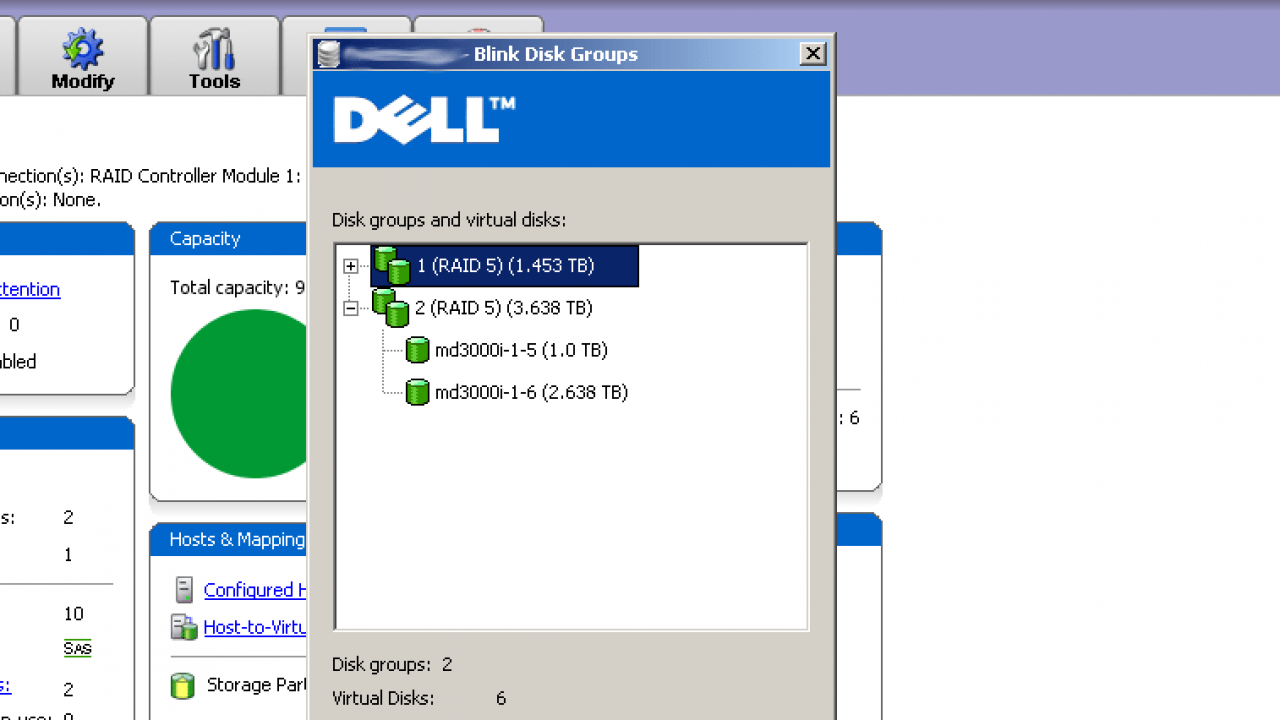 Modify
Tools
Blink Disk Groups
DELL™
nection(s): RAID Controller Module 1:
on(s): None.
Disk groups and virtual disks:
Capacity
1 (RAID 5) (1.453 TB)
ttention
Total capacity: 9
2 (RAID 5) (3.638 TB)
0
md3000i-1-5 (1.0 TB)
bled
md3000i-1-6 (2.638 TB)
: 6
s: 2
Hosts & Mapping
1
Configured H
10
Host-to-Virtu
SAS
Disk groups: 2
s: 2
Storage Part
Virtual Disks: 6